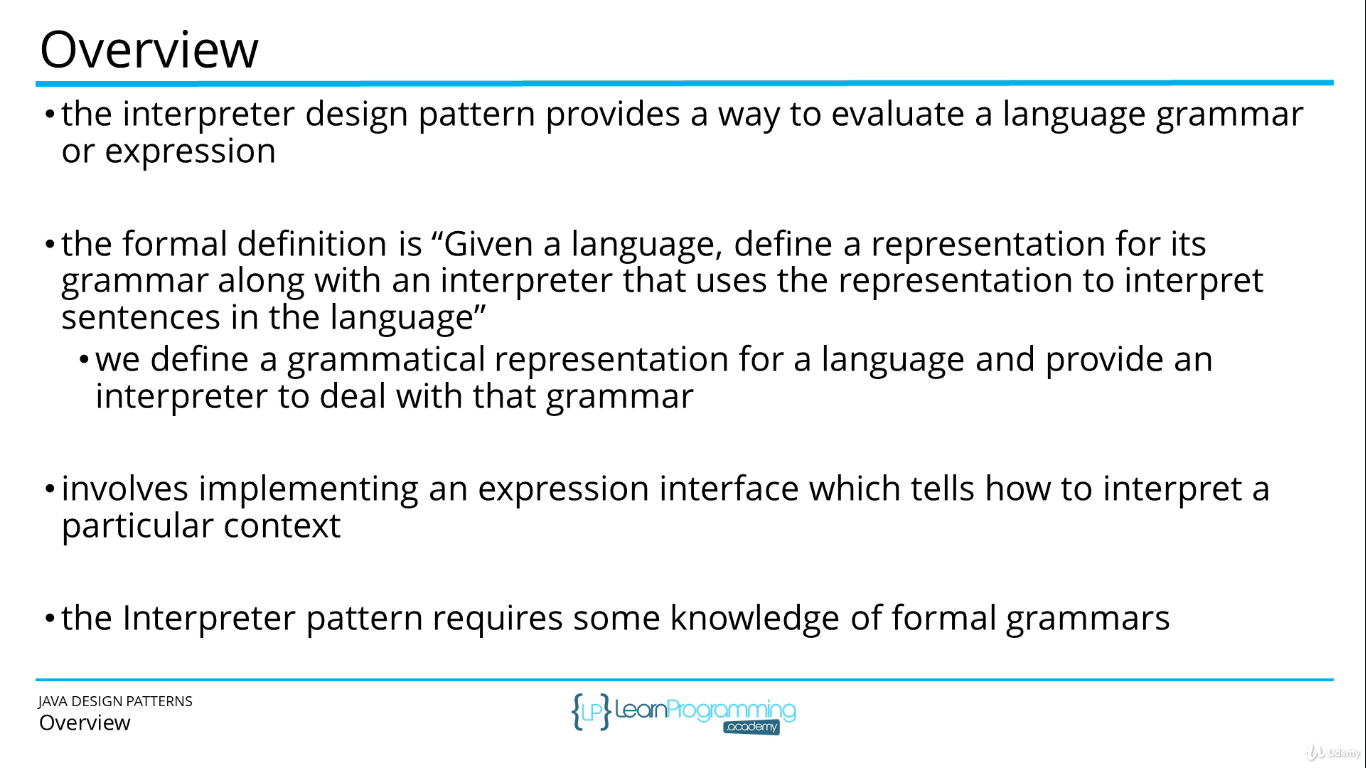 Overview
• the interpreter design pattern provides a way to evaluate a language grammar
or expression
• the formal definition is “Given a language, define a representation for its
grammar along with an interpreter that uses the representation to interpret
sentences in the language”
• we define a grammatical representation for a language and provide an
interpreter to deal with that grammar
• involves implementing an expression interface which tells how to interpret a
particular context
• the Interpreter pattern requires some knowledge of formal grammars
JAVA DESIGN PATTERNS
Overview
{LP} LearnProgramming
.academy
Udemy